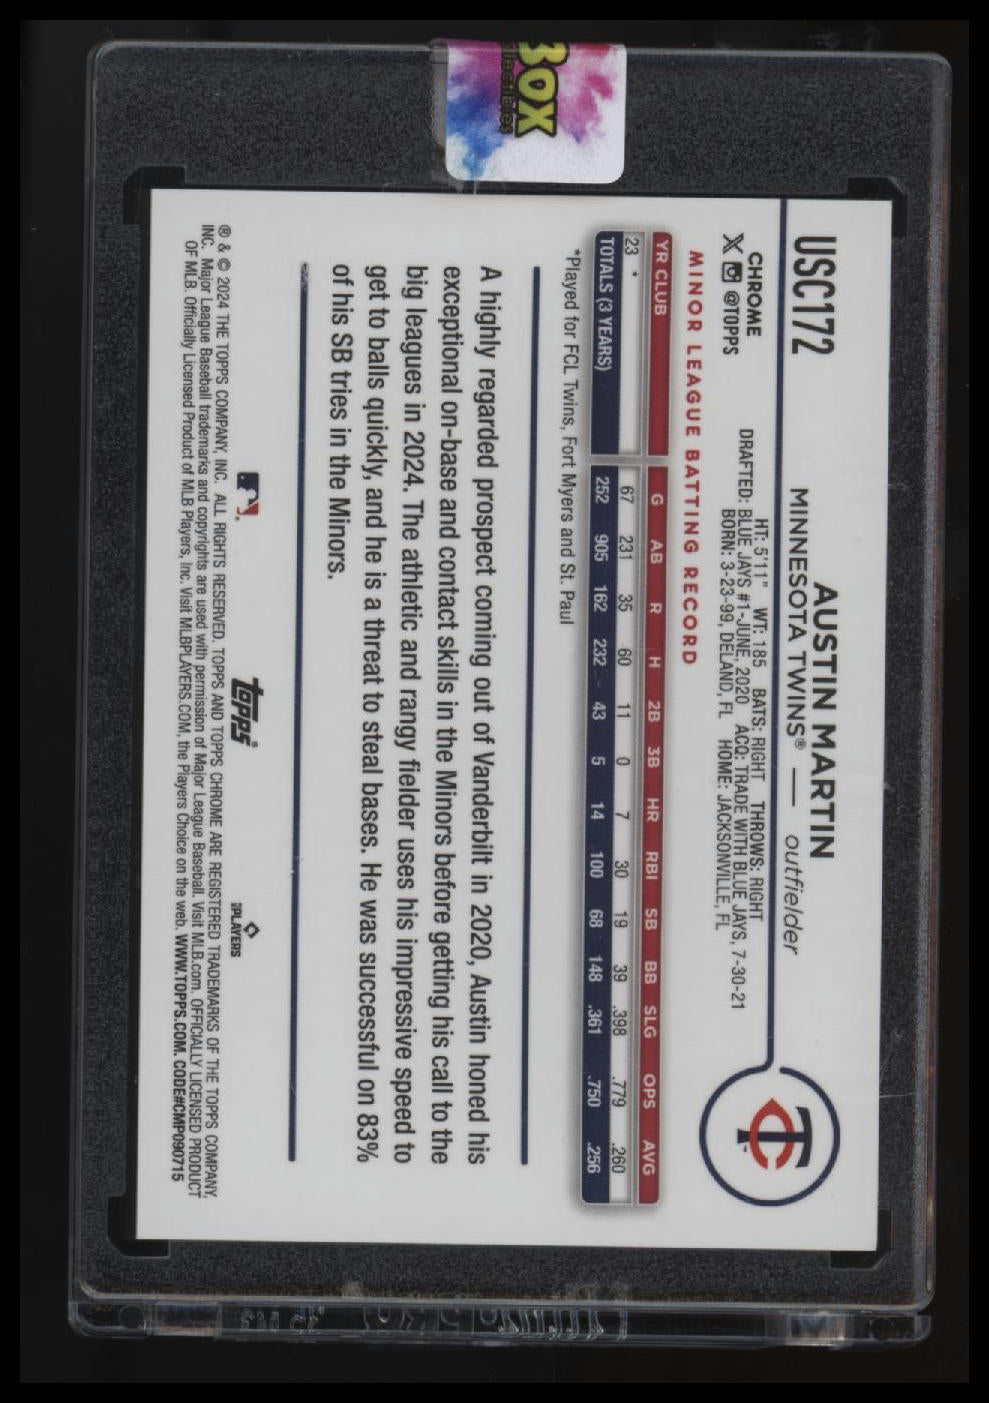 BOX
USC172
AUSTIN MARTIN
MINNESOTA TWINS® — outfielder
CHROME
@TOPPS
HT: 5'11" WT: 185 BATS: RIGHT THROWS: RIGHT
DRAFTED: BLUE JAYS #1-JUNE, 2020 ACQ: TRADE WITH BLUE JAYS, 7-30-21
BORN: 3-23-99, DELAND, FL HOME: JACKSONVILLE, FL
MINOR LEAGUE BATTING RECORD
YR CLUB G AB R H 2B 3B HR RBI SB BB SLG OPS AVG
23 * 67 231 35 60 11 0 7 30 19 39 .398 .779 .260
TOTALS (3 YEARS) 252 905 162 232 43 5 14 100 68 148 .361 .750 .256
*Played for FCL Twins, Fort Myers and St. Paul
A highly regarded prospect coming out of Vanderbilt in 2020, Austin honed his
exceptional on-base and contact skills in the Minors before getting his call to the
big leagues in 2024. The athletic and rangy fielder uses his impressive speed to
get to balls quickly, and he is a threat to steal bases. He was successful on 83%
of his SB tries in the Minors.
topps
PLAYERS
® & © 2024 THE TOPPS COMPANY, INC. ALL RIGHTS RESERVED. TOPPS AND TOPPS CHROME ARE REGISTERED TRADEMARKS OF THE TOPPS COMPANY,
INC. Major League Baseball trademarks and copyrights are used with permission of Major League Baseball. Visit MLB.com. OFFICIALLY LICENSED PRODUCT
OF MLB. Officially Licensed Product of MLB Players, Inc. Visit MLBPLAYERS.COM, the Players Choice on the web. WWW.TOPPS.COM. CODE#CMP090715